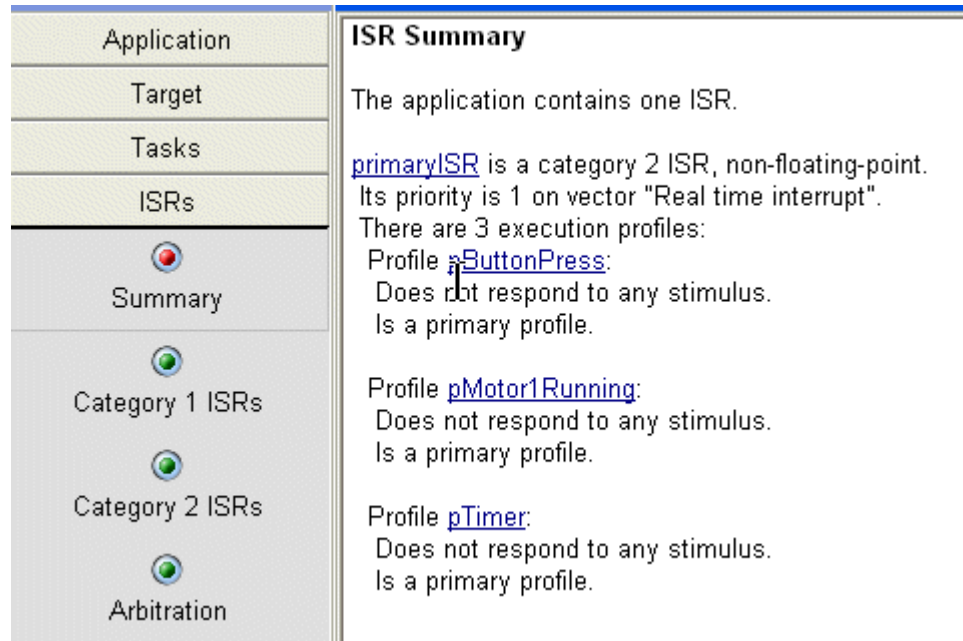 Application
Target
Tasks
ISRs
Summary
Category 1 ISRs
Category 2 ISRs
Arbitration
ISR Summary
The application contains one ISR.
primaryISR is a category 2 ISR, non-floating-point.
Its priority is 1 on vector "Real time interrupt".
There are 3 execution profiles:
Profile pButtonPress:
Does not respond to any stimulus.
Is a primary profile.
Profile pMotor1Running:
Does not respond to any stimulus.
Is a primary profile.
Profile pTimer:
Does not respond to any stimulus.
Is a primary profile.